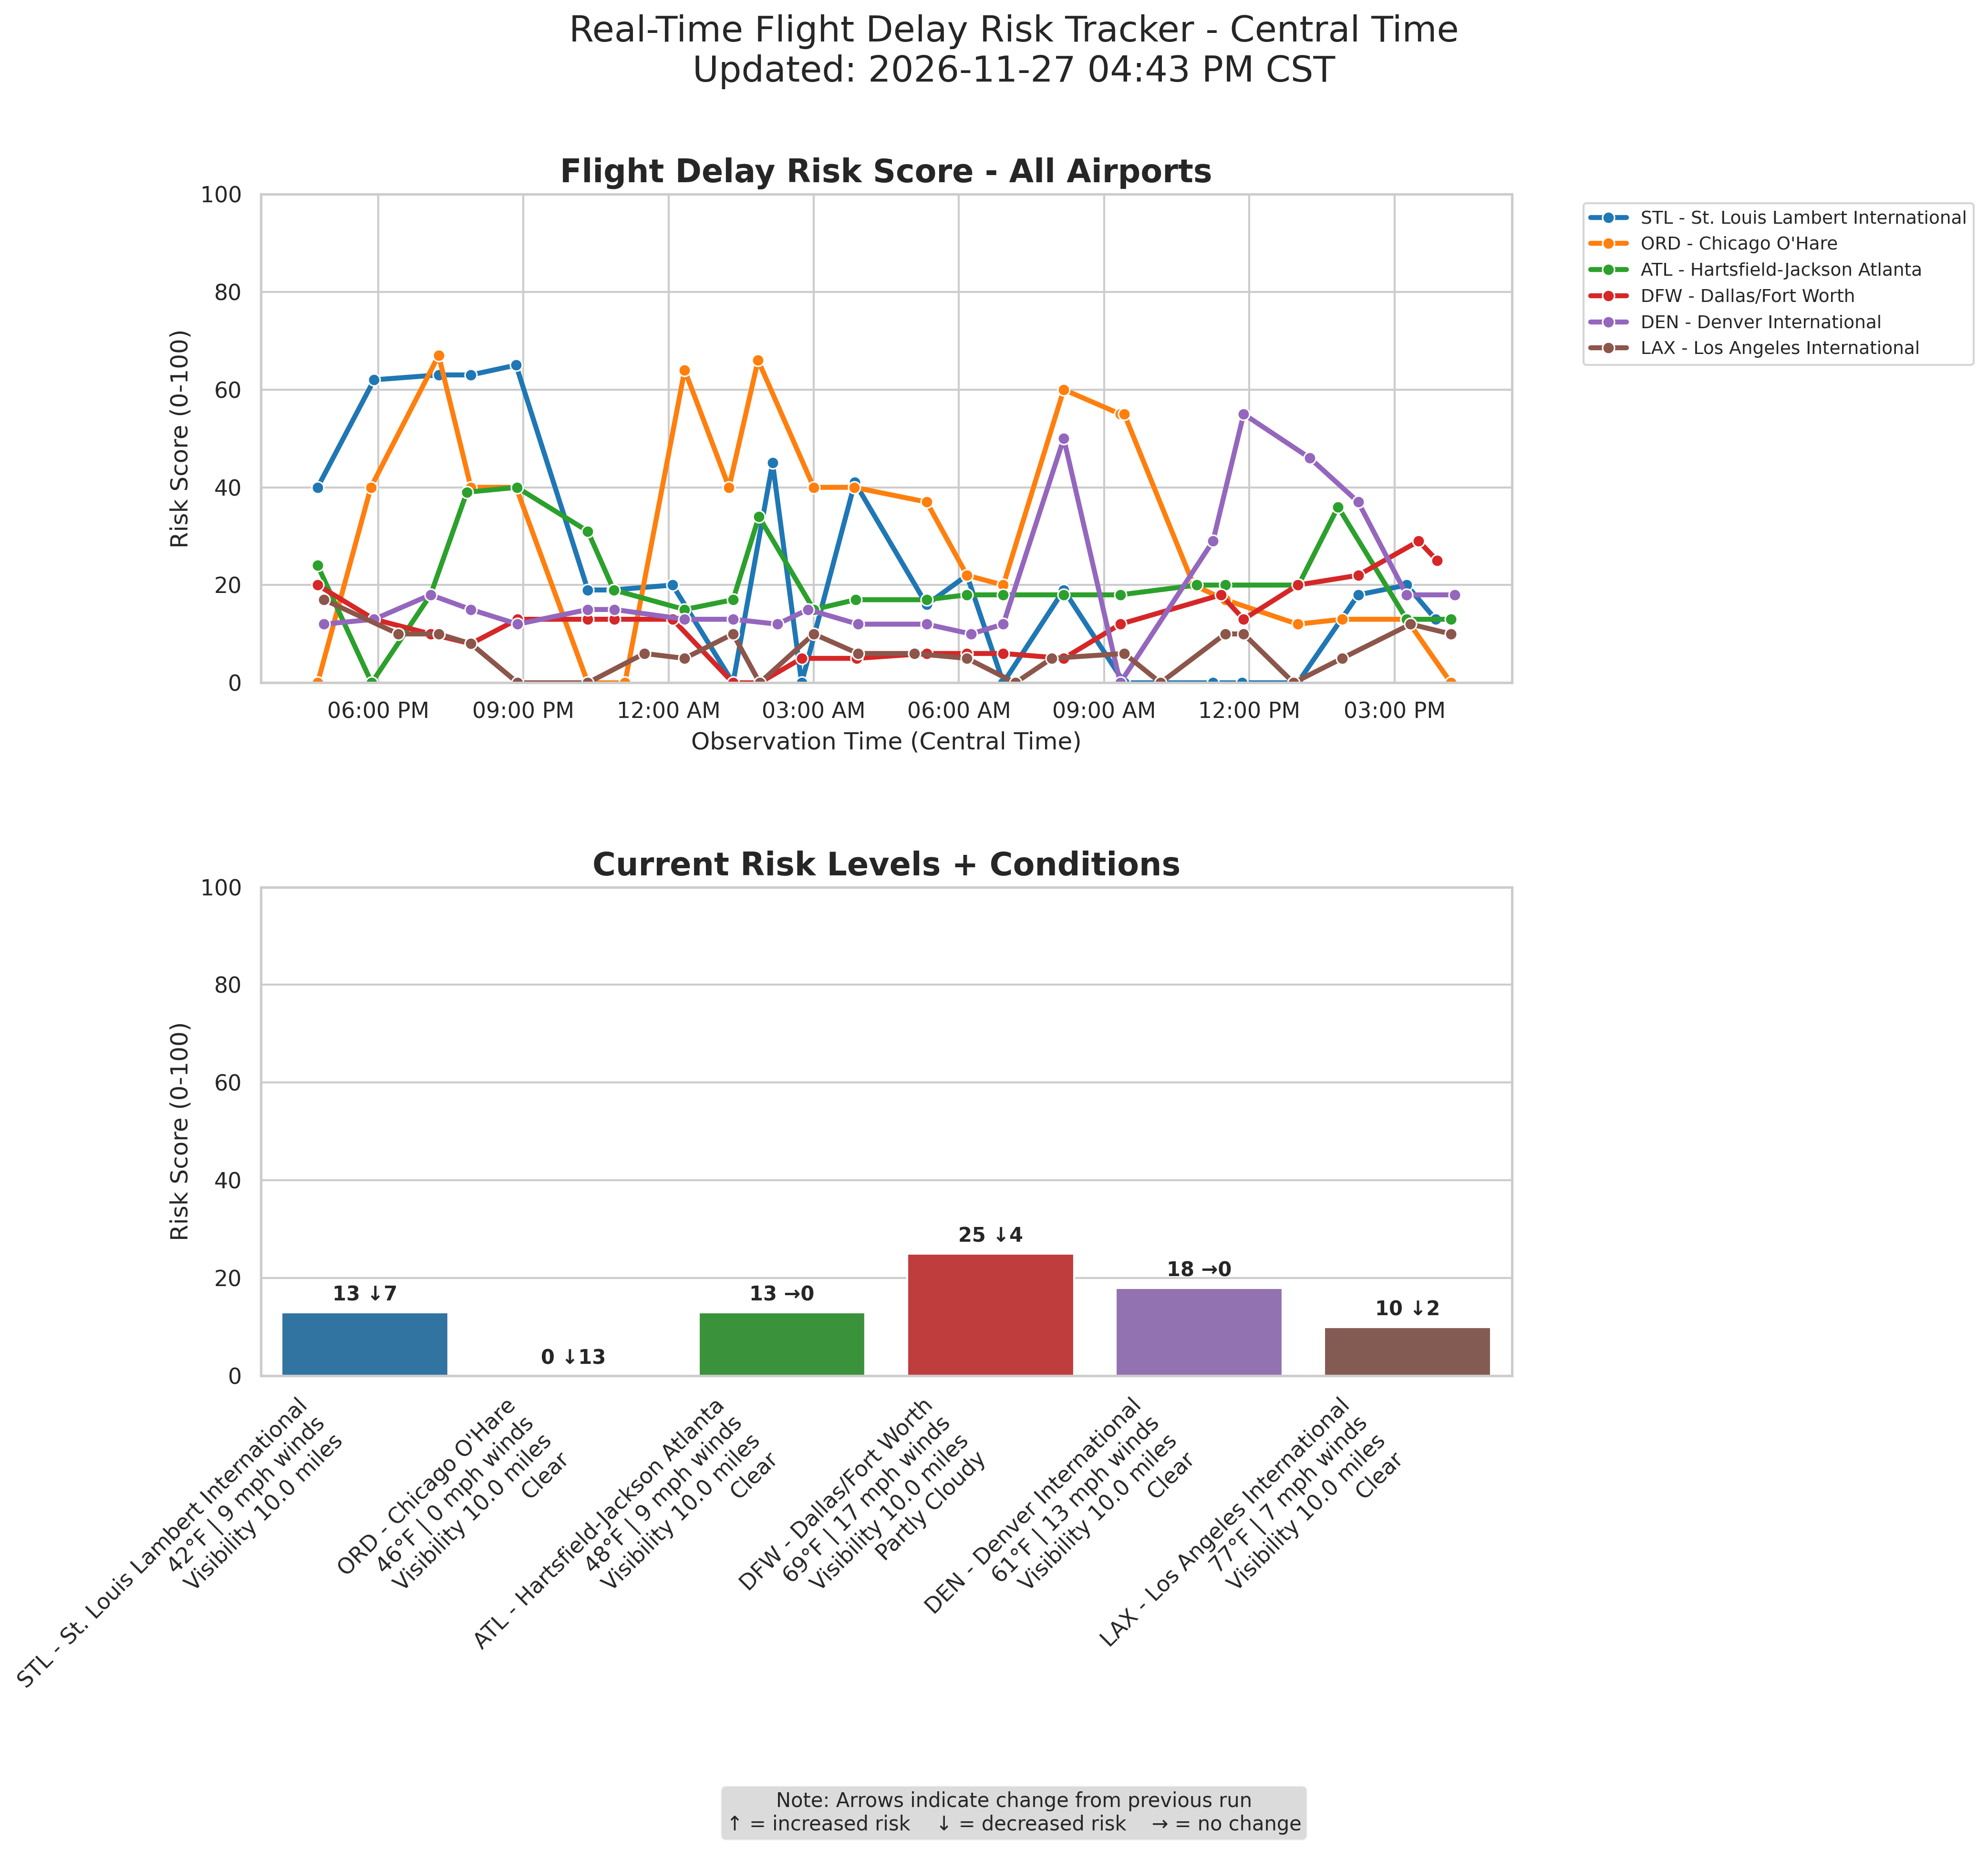 Real-Time Flight Delay Risk Tracker - Central Time
Updated: 2026-11-27 04:43 PM CST
Flight Delay Risk Score - All Airports
Risk Score (0-100)
100
80
60
40
20
0
06:00 PM
09:00 PM
12:00 AM
03:00 AM
06:00 AM
09:00 AM
12:00 PM
03:00 PM
Observation Time (Central Time)
STL - St. Louis Lambert International
ORD - Chicago O'Hare
ATL - Hartsfield-Jackson Atlanta
DFW - Dallas/Fort Worth
DEN - Denver International
LAX - Los Angeles International
Current Risk Levels + Conditions
Risk Score (0-100)
100
80
60
40
20
0
13 ↓7
0 ↓13
13 →0
25 ↓4
18 →0
10 ↓2
STL - St. Louis Lambert International
42°F | 9 mph winds
Visibility 10.0 miles
ORD - Chicago O'Hare
46°F | 0 mph winds
Visibility 10.0 miles
Clear
ATL - Hartsfield-Jackson Atlanta
48°F | 9 mph winds
Visibility 10.0 miles
Clear
DFW - Dallas/Fort Worth
69°F | 17 mph winds
Visibility 10.0 miles
Partly Cloudy
DEN - Denver International
61°F | 13 mph winds
Visibility 10.0 miles
Clear
LAX - Los Angeles International
77°F | 7 mph winds
Visibility 10.0 miles
Clear
Note: Arrows indicate change from previous run
↑ = increased risk    ↓ = decreased risk    → = no change